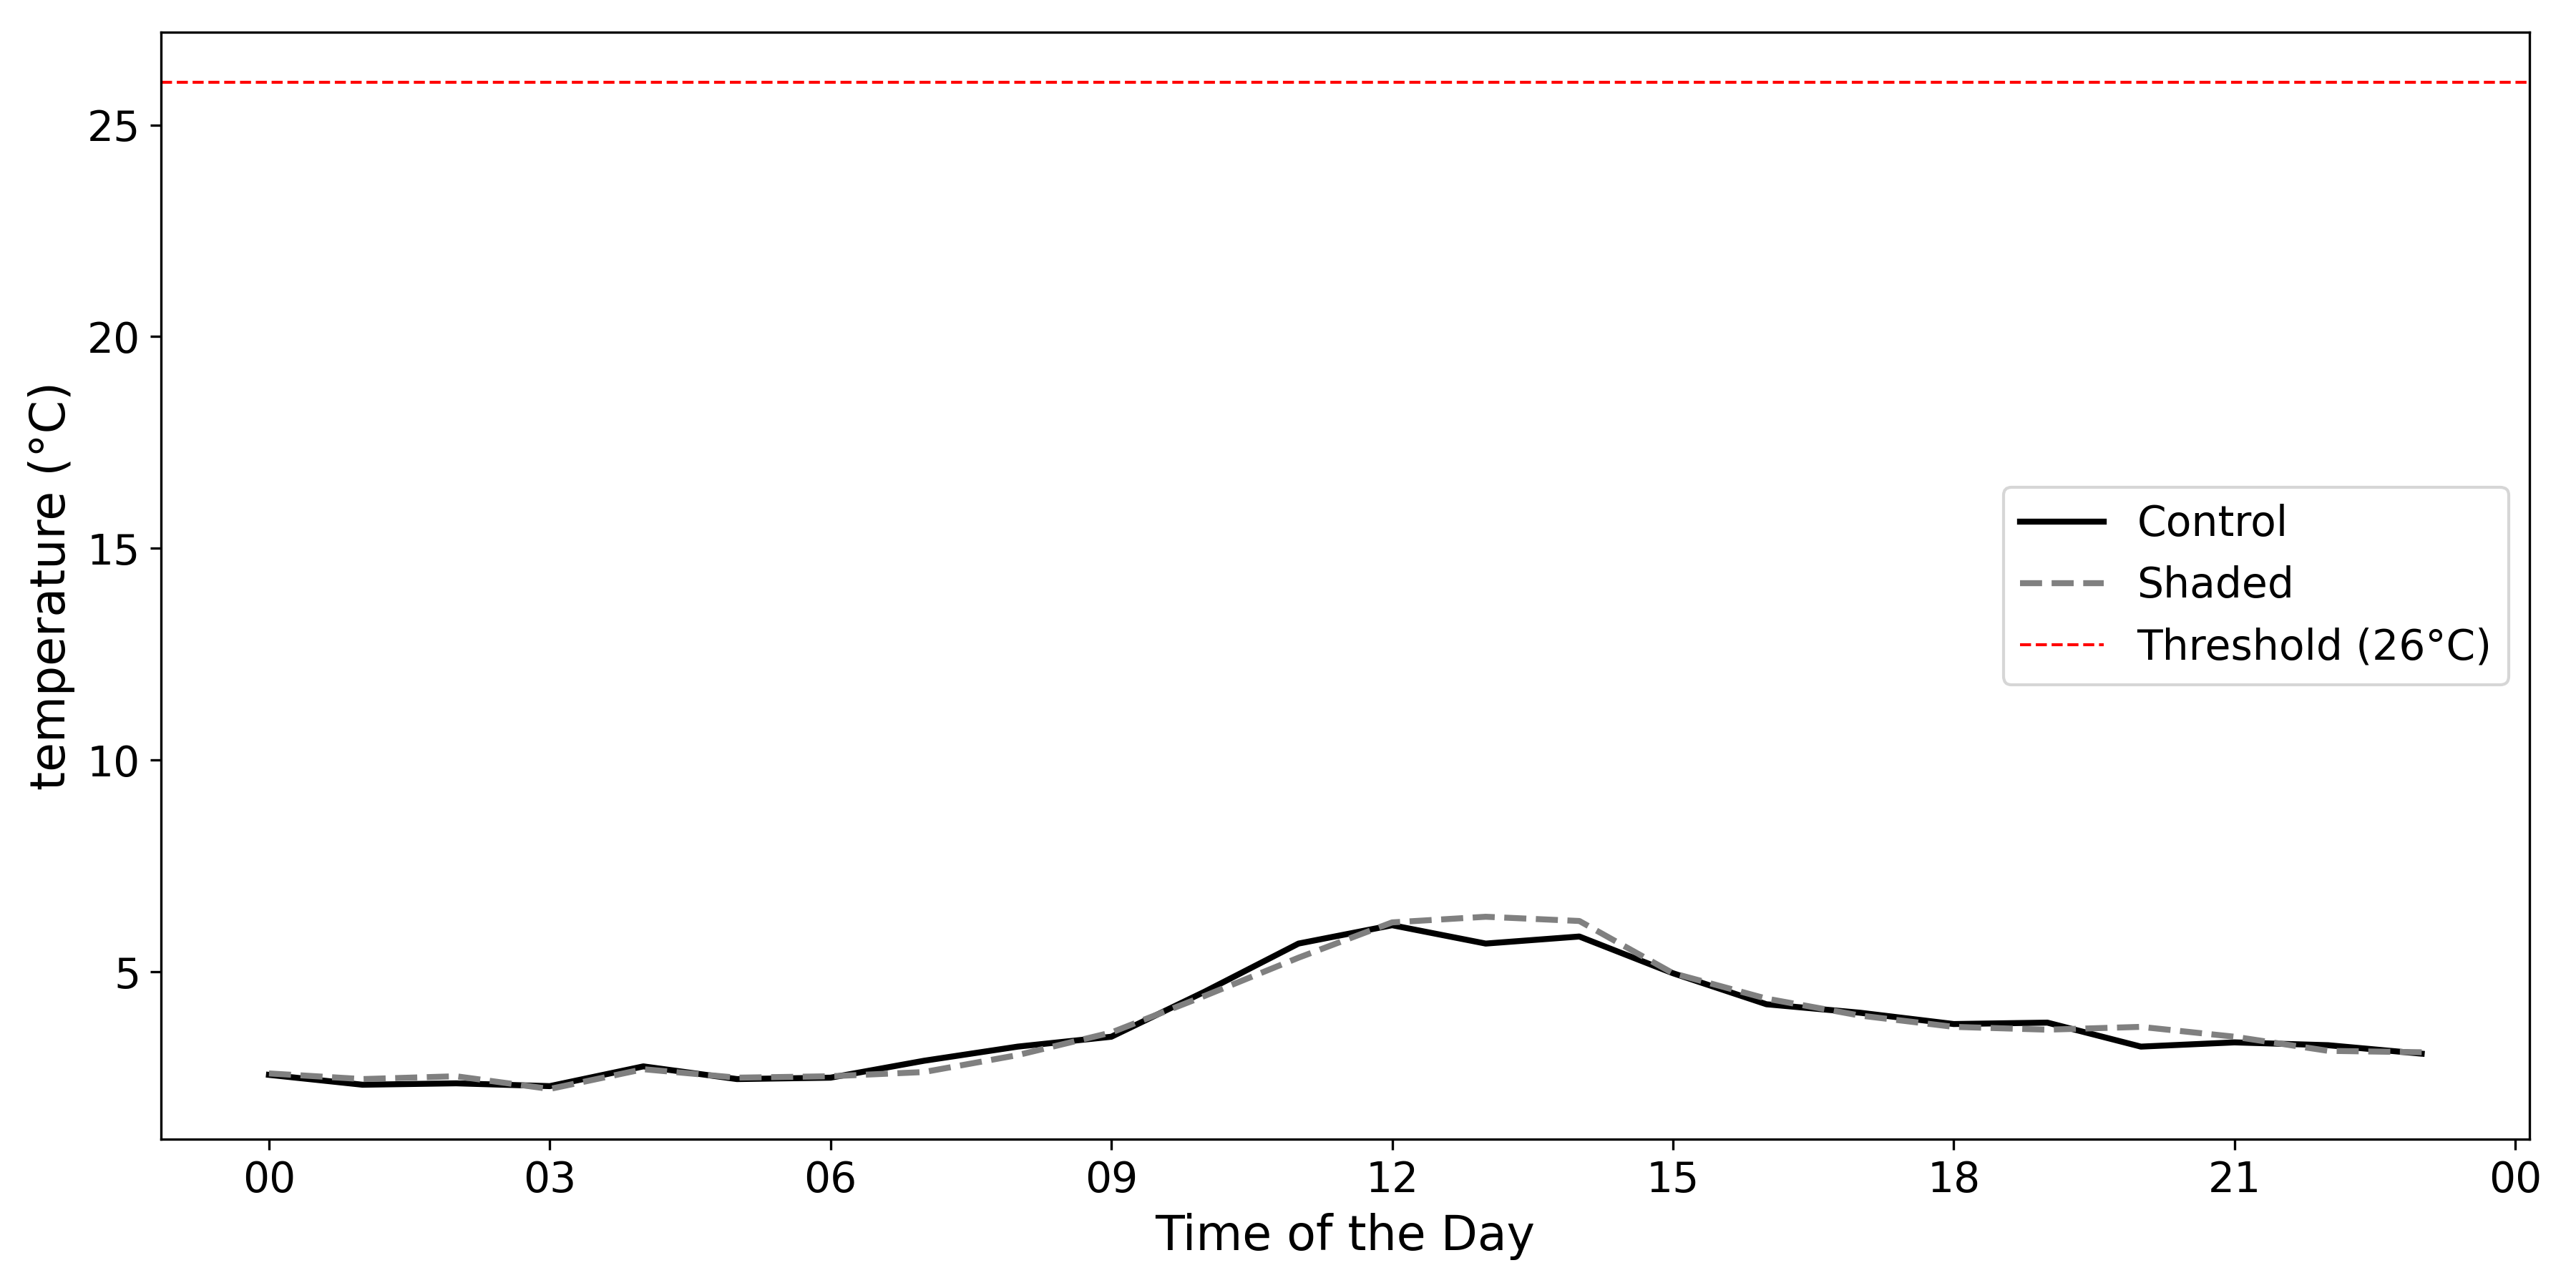 25
20
15
10
5
temperature (°C)
Control
Shaded
Threshold (26°C)
00 03 06 09 12 15 18 21 00
Time of the Day